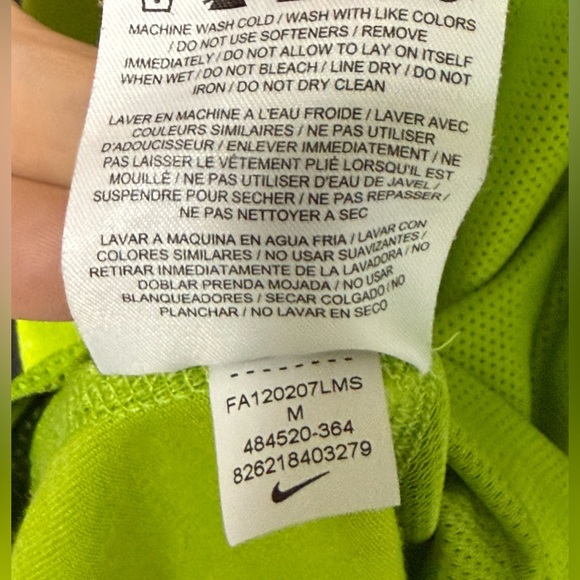 MACHINE WASH COLD / WASH WITH LIKE COLORS
/ DO NOT USE SOFTENERS / REMOVE
IMMEDIATELY / DO NOT ALLOW TO LAY ON ITSELF
WHEN WET / DO NOT BLEACH / LINE DRY / DO NOT
IRON / DO NOT DRY CLEAN
LAVER EN MACHINE A L'EAU FROIDE / LAVER AVEC
COULEURS SIMILAIRES / NE PAS UTILISER
D'ADOUCISSEUR / ENLEVER IMMEDIATEMENT / NE
PAS LAISSER LE VÊTEMENT PLIÉ LORSQU'IL EST
MOUILLÉ / NE PAS UTILISER D'EAU DE JAVEL /
SUSPENDRE POUR SECHER / NE PAS REPASSER /
NE PAS NETTOYER A SEC
LAVAR A MAQUINA EN AGUA FRIA / LAVAR CON
COLORES SIMILARES / NO USAR SUAVIZANTES /
RETIRAR INMEDIATAMENTE DE LA LAVADORA / NO
DOBLAR PRENDA MOJADA / NO USAR
BLANQUEADORES / SECAR COLGADO / NO
PLANCHAR / NO LAVAR EN SECO
FA120207LMS
M
484520-364
826218403279